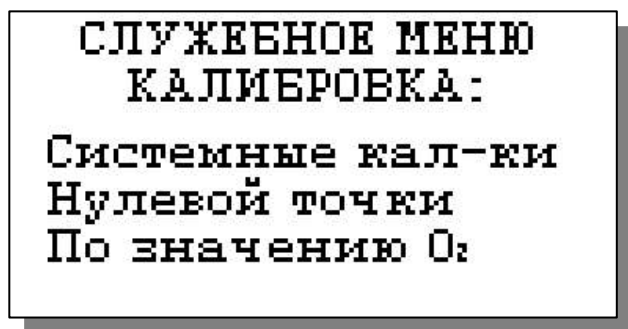 СЛУЖЕБНОЕ МЕНЮ
КАЛИБРОВКА:
Системные кал-ки
Нулевой точки
По значению O₂